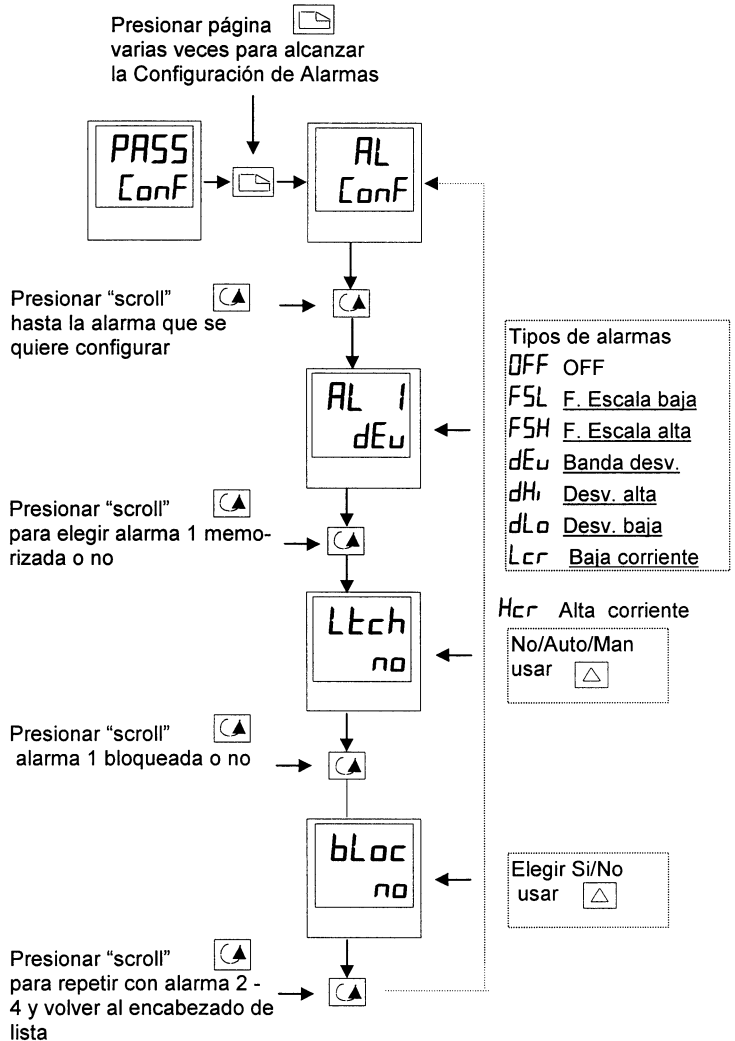 Presionar página
varias veces para alcanzar
la Configuración de Alarmas
PASS
ConF
AL
ConF
Presionar “scroll”
hasta la alarma que se
quiere configurar
AL 1
dEv
Tipos de alarmas
OFF OFF
FSL F. Escala baja
FSH F. Escala alta
dEv Banda desv.
dHi Desv. alta
dLo Desv. baja
Lcr Baja corriente
Hcr Alta corriente
Presionar “scroll”
para elegir alarma 1 memo-
rizada o no
Ltch
no
No/Auto/Man
usar
Presionar “scroll”
alarma 1 bloqueada o no
bLoc
no
Elegir Si/No
usar
Presionar “scroll”
para repetir con alarma 2 -
4 y volver al encabezado de
lista